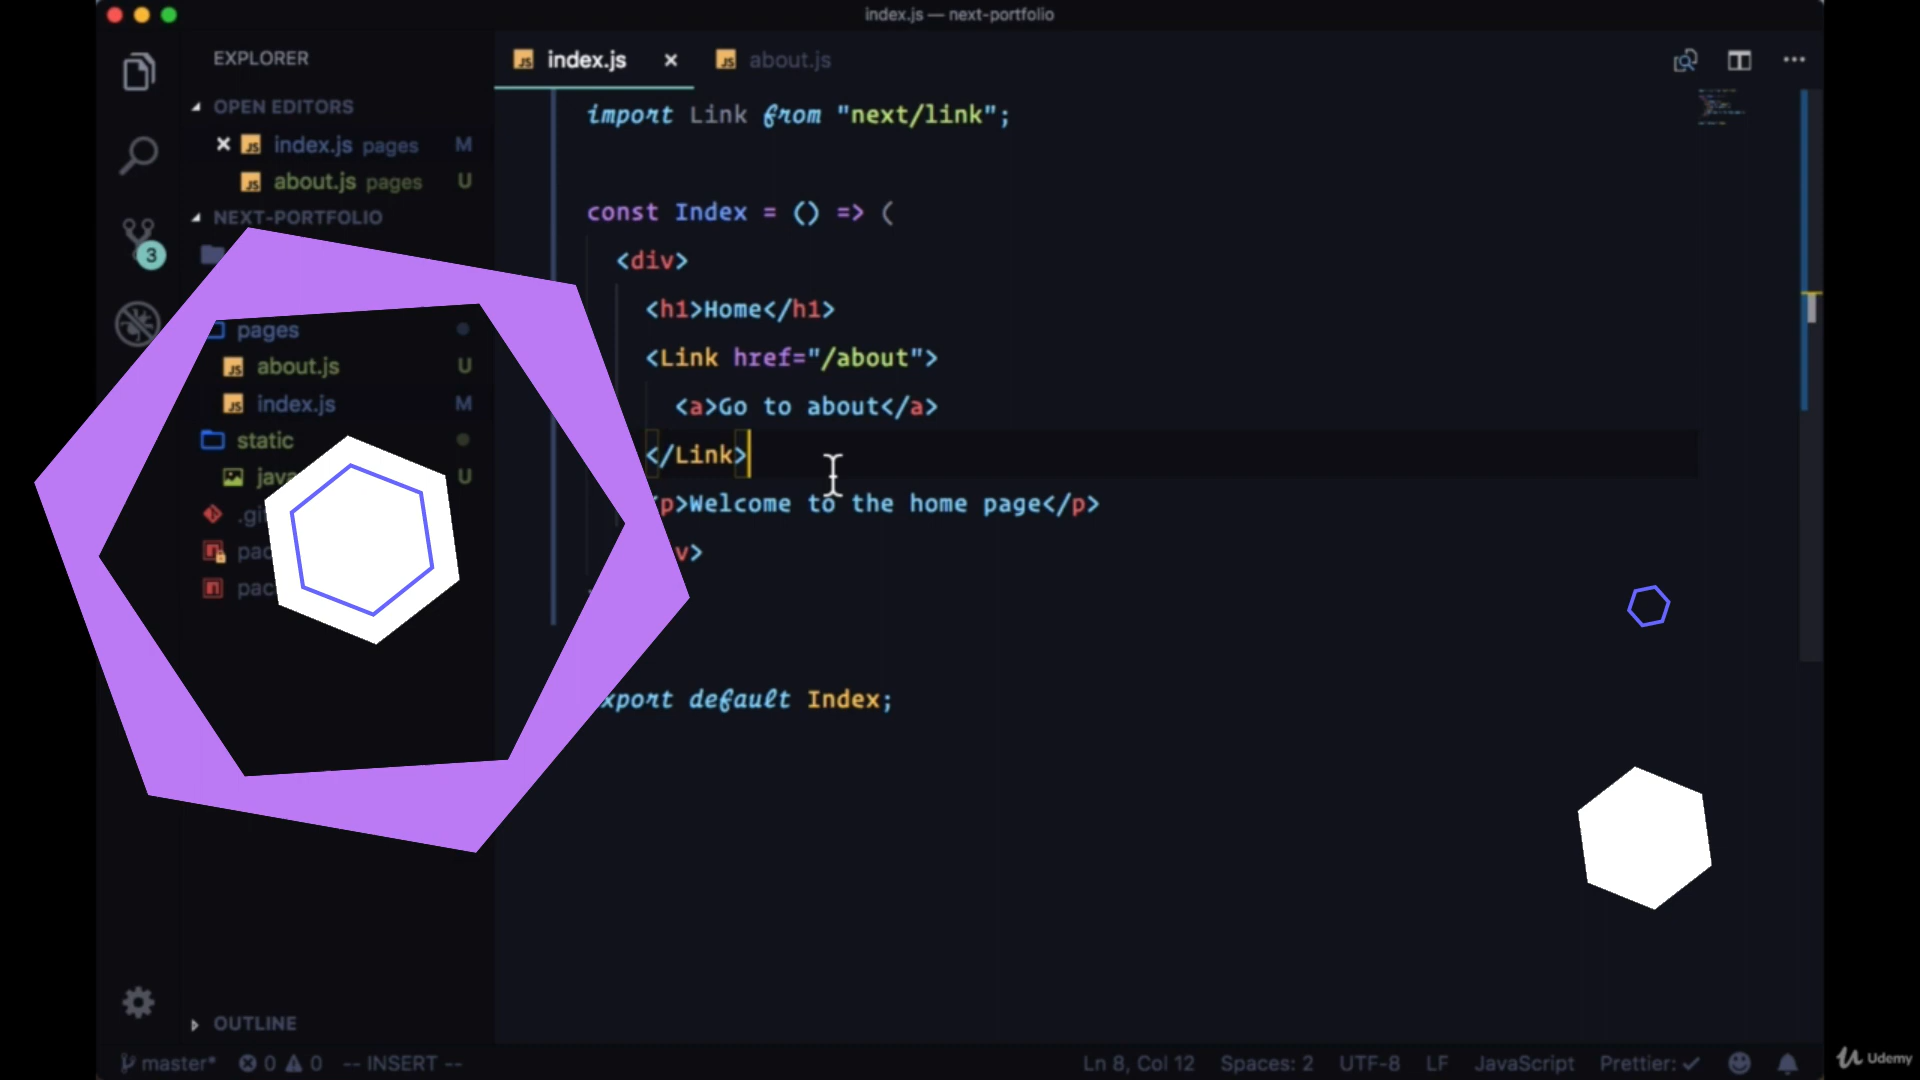 index.js — next-portfolio
EXPLORER
OPEN EDITORS
index.js pages M
about.js pages U
NEXT-PORTFOLIO
3
pages
about.js U
index.js M
static
U
OUTLINE
index.js
about.js
import Link from "next/link";
const Index = () => (
<div>
<h1>Home</h1>
<Link href="/about">
<a>Go to about</a>
</Link>
p>Welcome to the home page</p>
v>
xport default Index;
master* 0 0 -- INSERT --
Ln 8, Col 12 Spaces: 2 UTF-8 LF JavaScript Prettier: ✓
Udemy